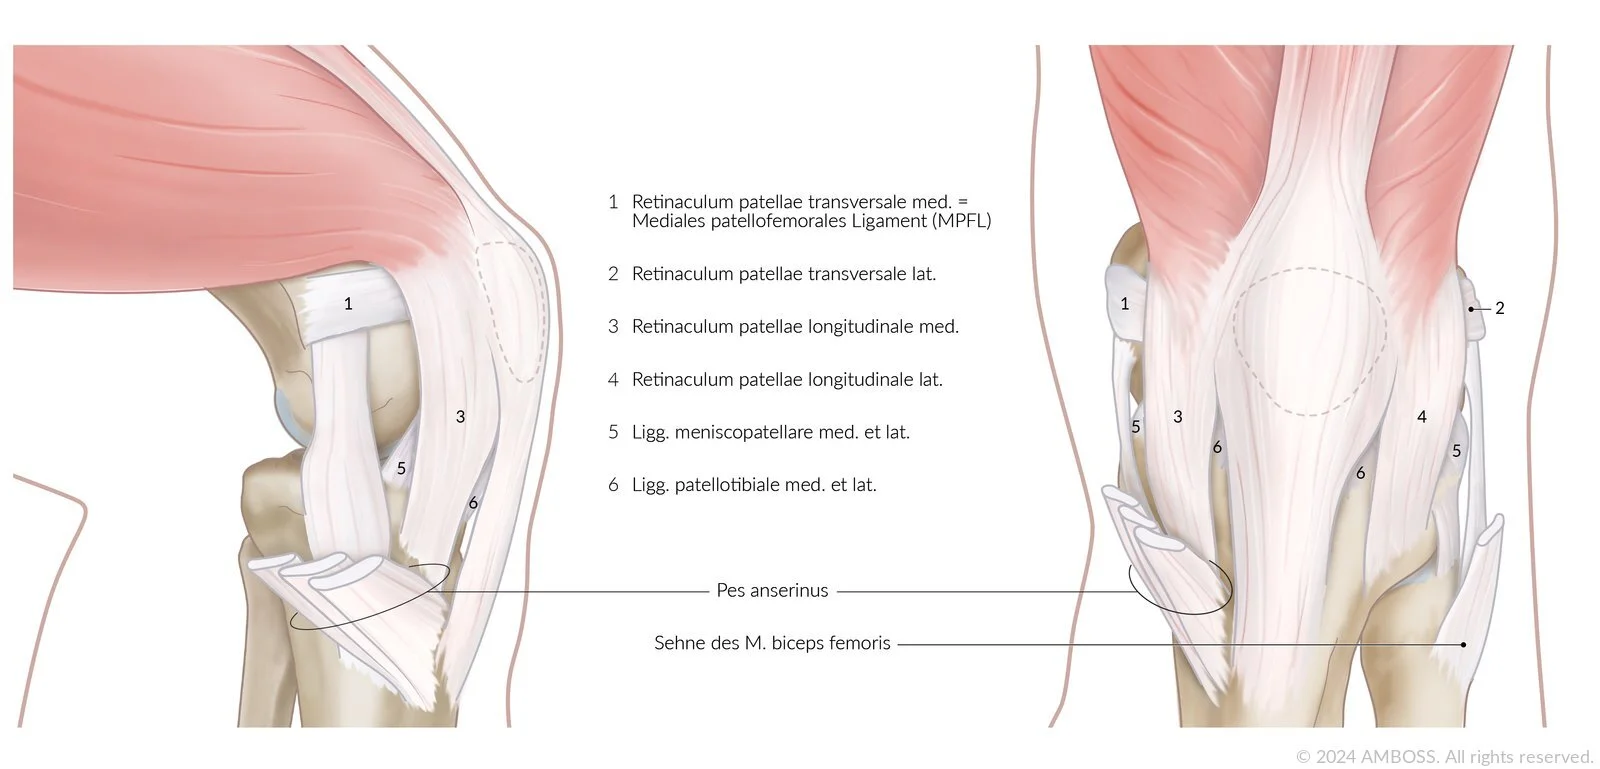 1 Retinaculum patellae transversale med. =
Mediales patellofemorales Ligament (MPFL)
2 Retinaculum patellae transversale lat.
3 Retinaculum patellae longitudinale med.
4 Retinaculum patellae longitudinale lat.
5 Ligg. meniscopatellare med. et lat.
6 Ligg. patellotibiale med. et lat.
Pes anserinus
Sehne des M. biceps femoris
1
3
5
6
1
2
3
4
5
6
5
6
© 2024 AMBOSS. All rights reserved.